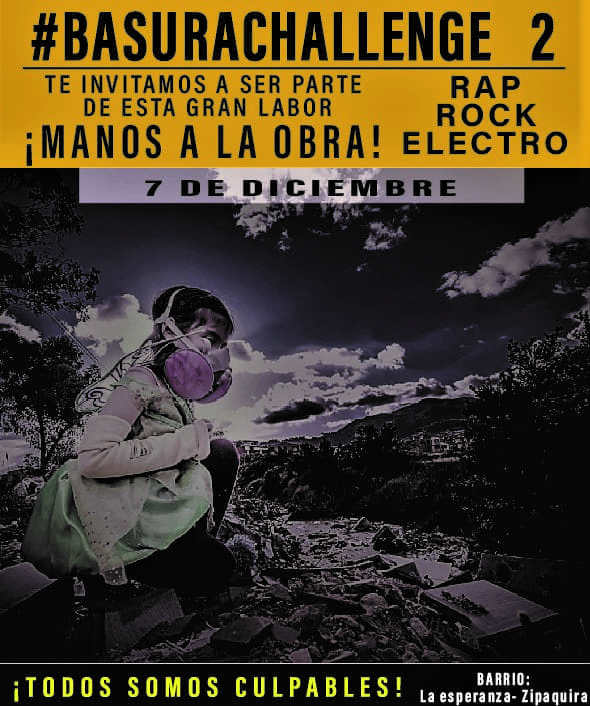 #BASURACHALLENGE 2
TE INVITAMOS A SER PARTE
DE ESTA GRAN LABOR
¡MANOS A LA OBRA!
RAP
ROCK
ELECTRO
7 DE DICIEMBRE
¡TODOS SOMOS CULPABLES!
BARRIO:
La esperanza- Zipaquira